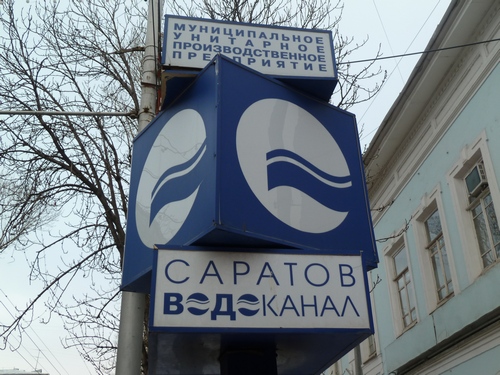 МУНИЦИПАЛЬНОЕ
УНИТАРНОЕ
ПРОИЗВОДСТВЕННОЕ
ПРЕДПРИЯТИЕ
САРАТОВ
ВОДОКАНАЛ